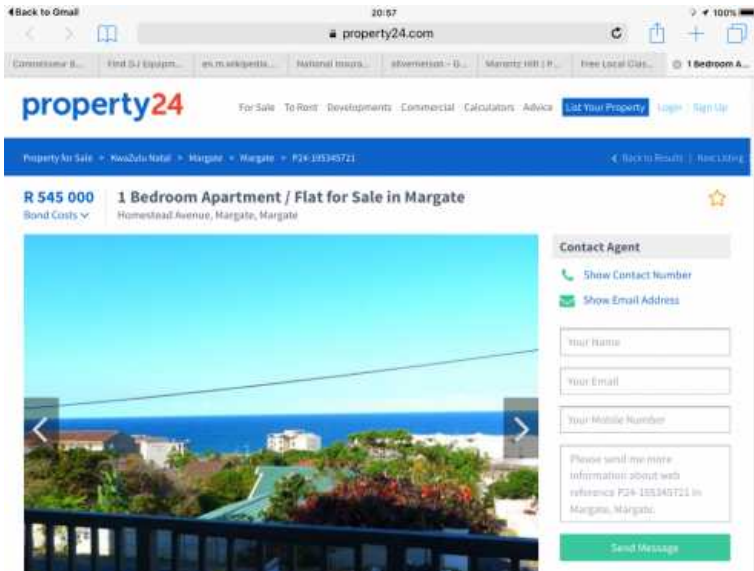 Back to Gmail
20:57
100%
property24.com
Find DJ Equipm...
en.m.wikipedia...
National Insura...
Free Local Clas...
1 Bedroom A...
property24
For Sale To Rent Developments Commercial Calculators Advice List Your Property Login Sign Up
Property for Sale > KwaZulu Natal > Margate > Margate > P24-195345721
Back to Results | Next Listing
R 545 000
1 Bedroom Apartment / Flat for Sale in Margate
Bond Costs
Homestead Avenue, Margate, Margate
Contact Agent
Show Contact Number
Show Email Address
Your Name
Your Email
Your Mobile Number
Please send me more
information about web
reference P24-195345721 in
Margate, Margate.
Send Message